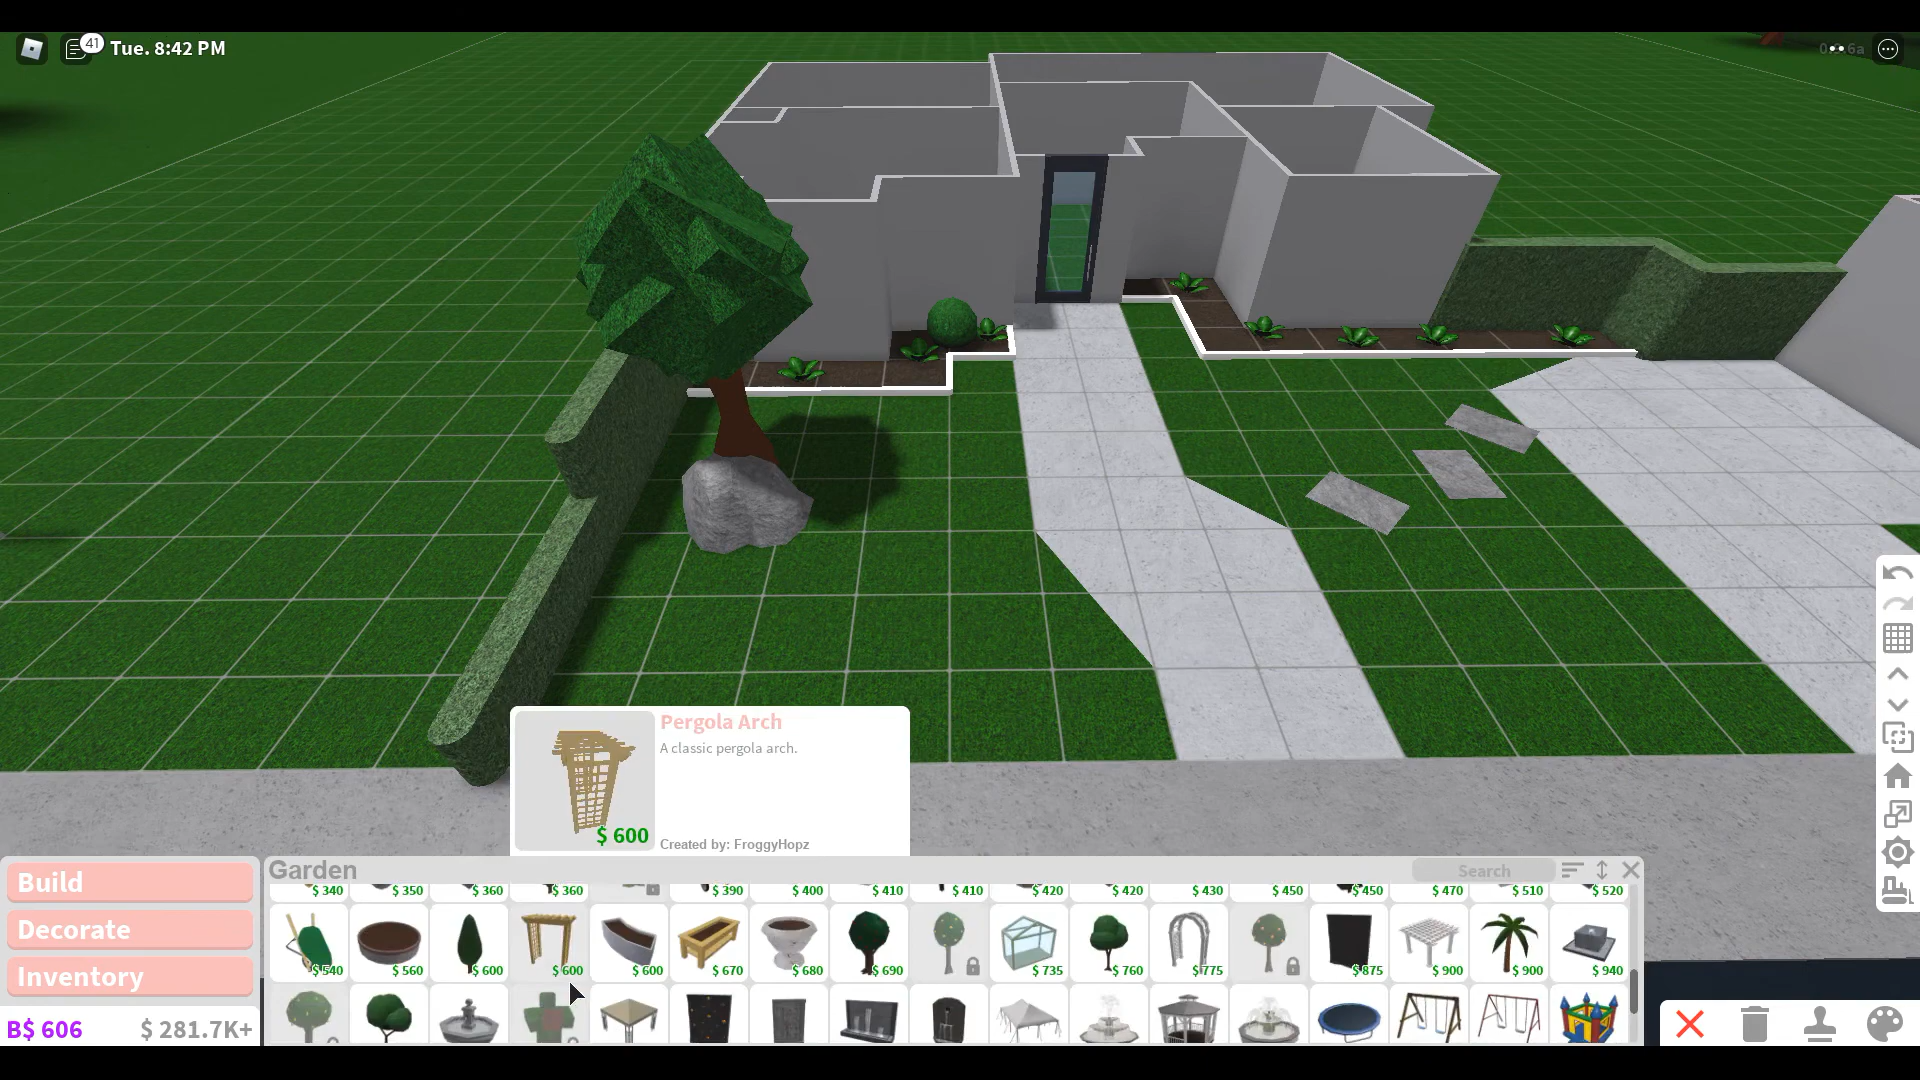 41 Tue. 8:42 PM
Pergola Arch
A classic pergola arch.
$ 600
Created by: FroggyHopz
Build
Decorate
Inventory
B$ 606 $ 281.7K+
Garden Search
$ 340 $ 350 $ 360 $ 360 $ 390 $ 400 $ 410 $ 410 $ 420 $ 420 $ 430 $ 450 $ 450 $ 470 $ 510 $ 520
$ 540 $ 560 $ 600 $ 600 $ 600 $ 670 $ 680 $ 690 $ 735 $ 760 $ 775 $ 875 $ 900 $ 900 $ 940